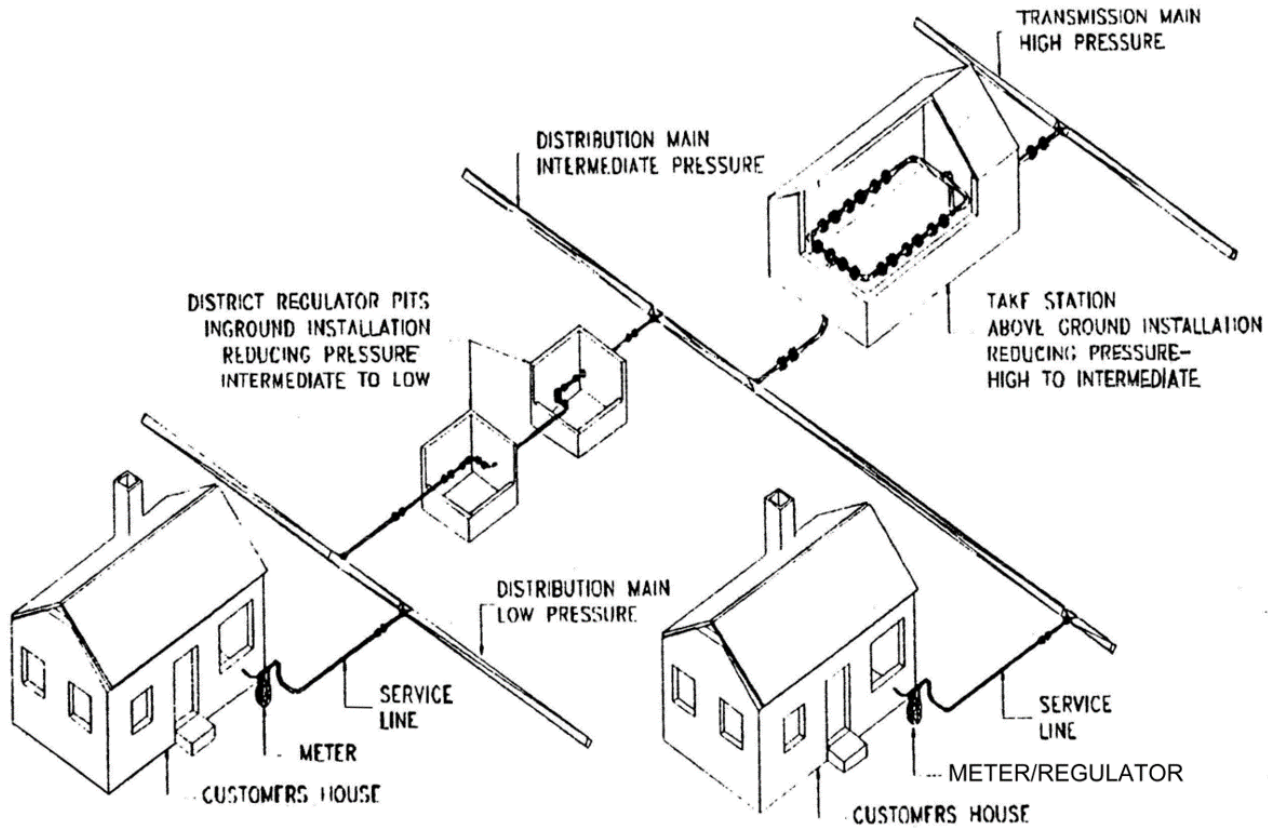 TRANSMISSION MAIN
HIGH PRESSURE
DISTRIBUTION MAIN
INTERMEDIATE PRESSURE
DISTRICT REGULATOR PITS
INGROUND INSTALLATION
REDUCING PRESSURE
INTERMEDIATE TO LOW
TAKE STATION
ABOVE GROUND INSTALLATION
REDUCING PRESSURE-
HIGH TO INTERMEDIATE
DISTRIBUTION MAIN
LOW PRESSURE
SERVICE
LINE
METER
CUSTOMERS HOUSE
SERVICE
LINE
METER/REGULATOR
CUSTOMERS HOUSE